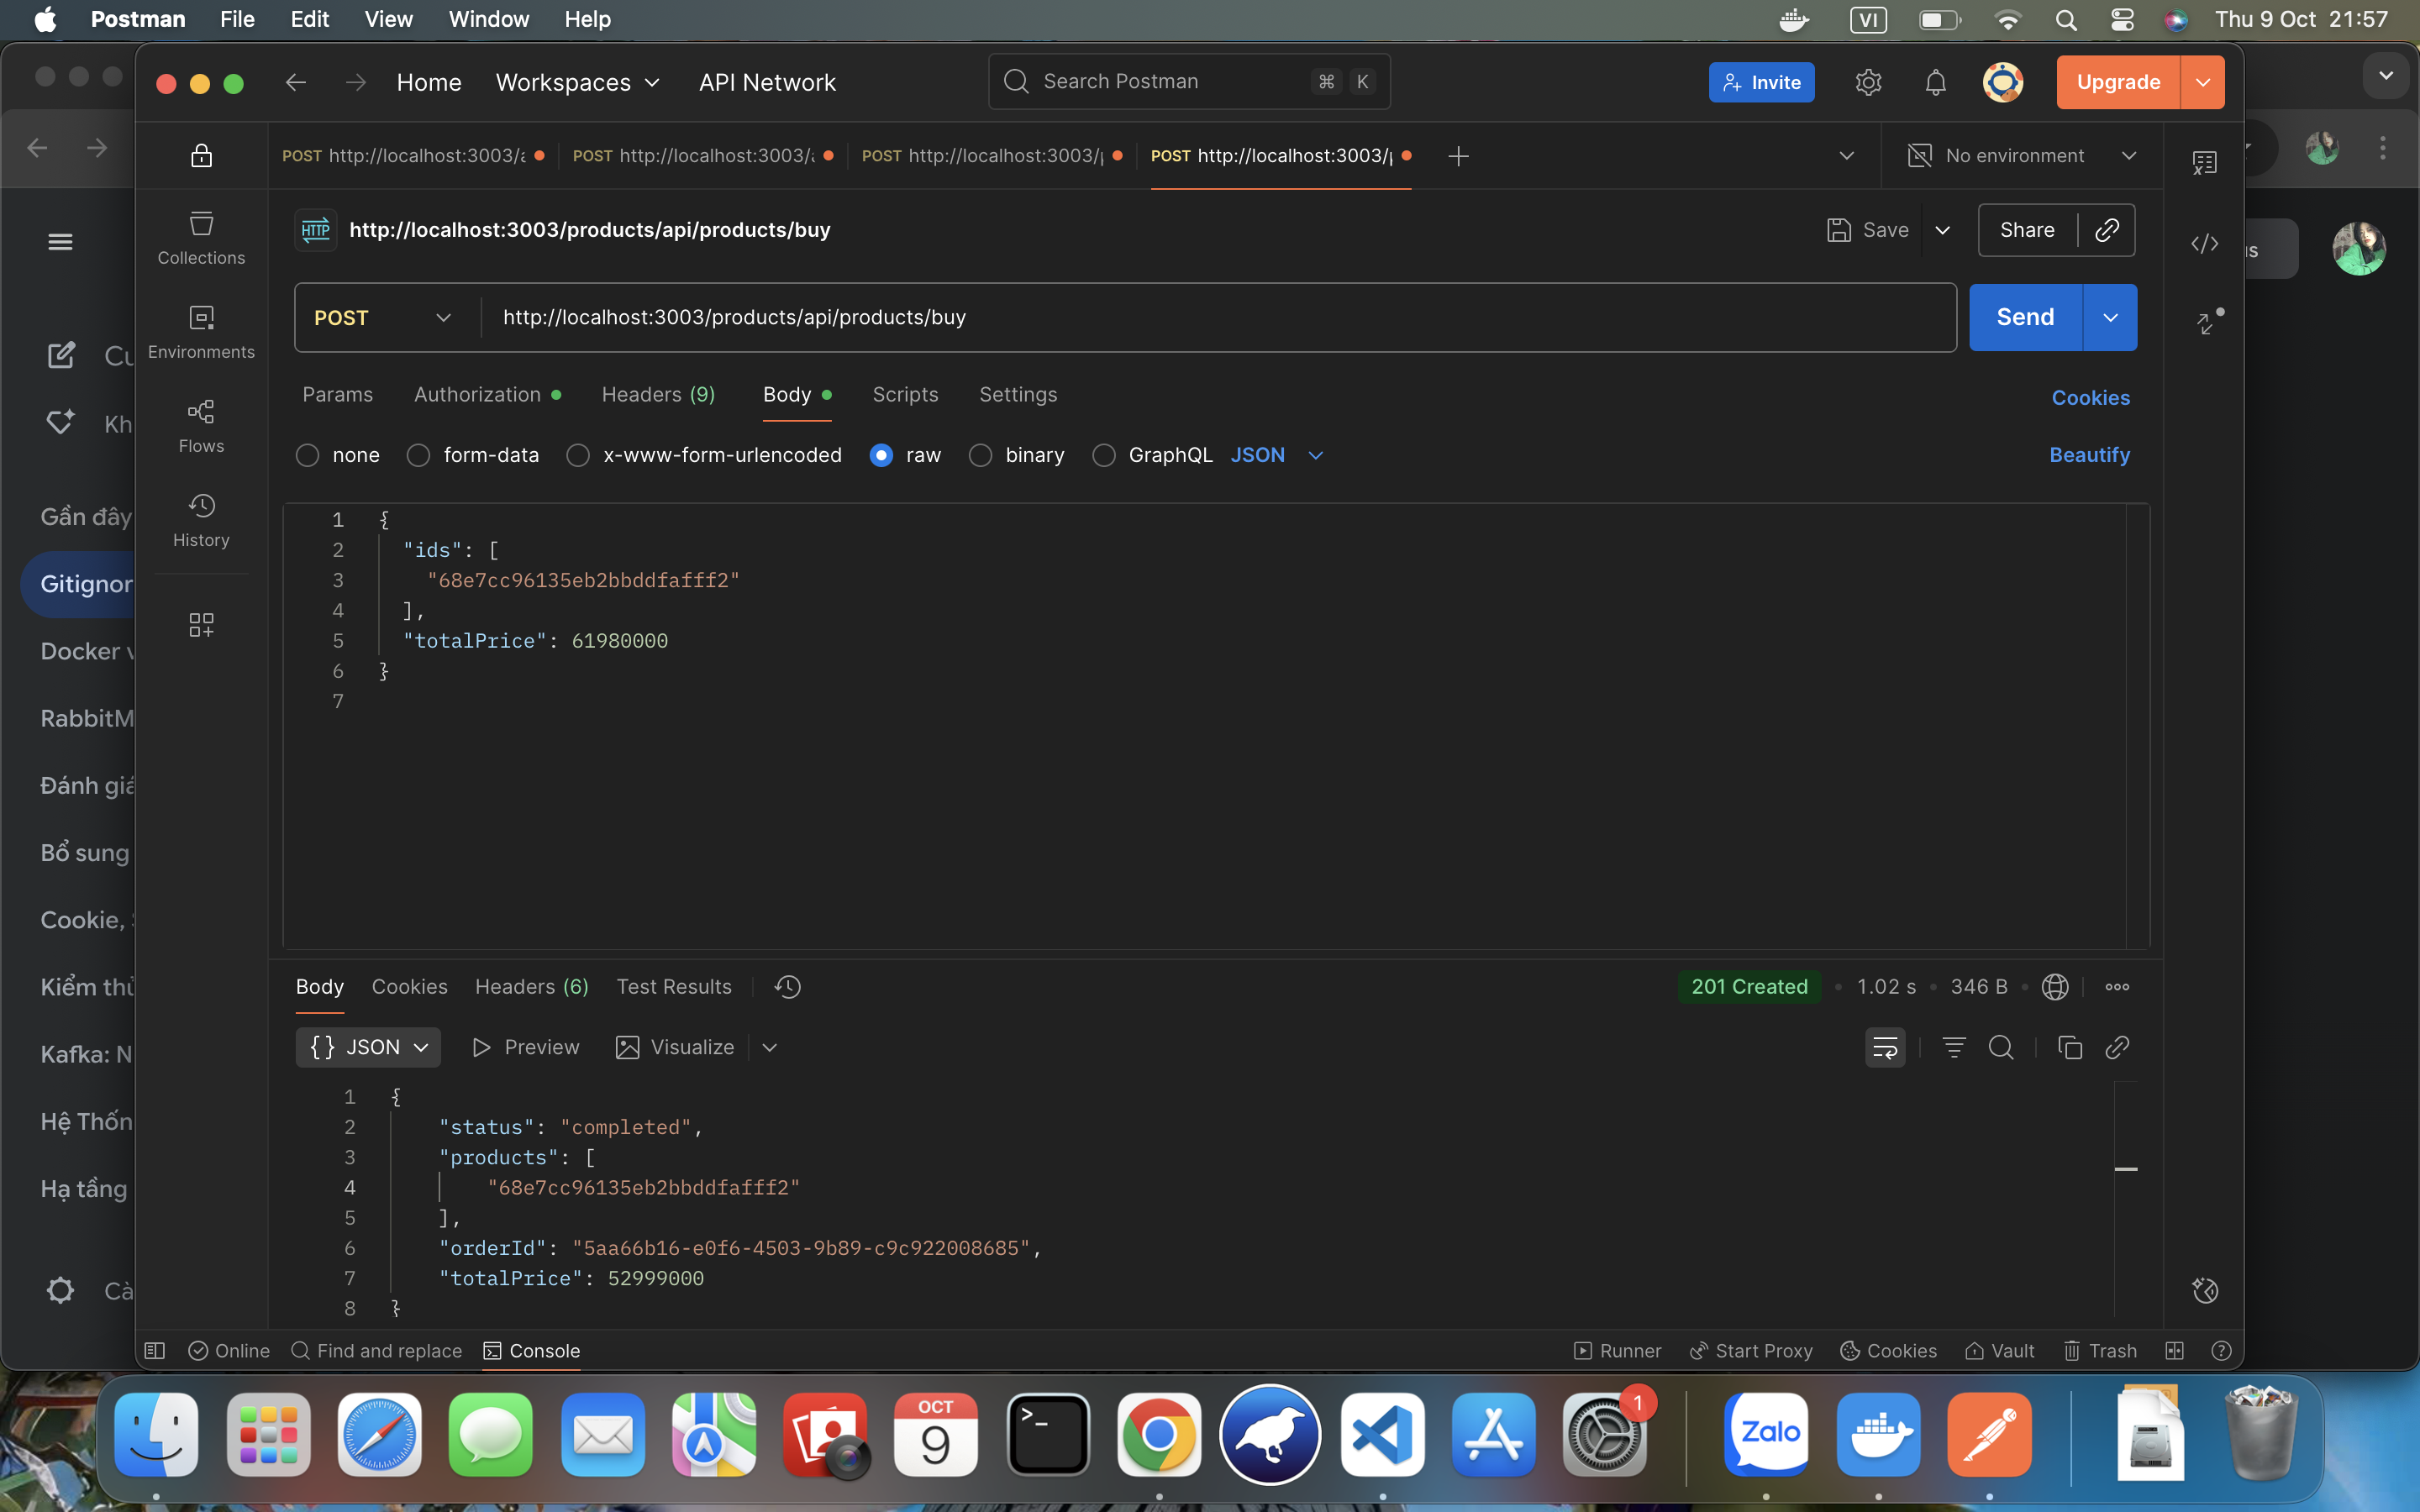 Postman File Edit View Window Help VI Thu 9 Oct 21:57
Home Workspaces API Network Search Postman ⌘ K Invite Upgrade
POST http://localhost:3003/ POST http://localhost:3003/ POST http://localhost:3003/ POST http://localhost:3003/ No environment
HTTP http://localhost:3003/products/api/products/buy Save Share
POST http://localhost:3003/products/api/products/buy Send
Params Authorization Headers (9) Body Scripts Settings Cookies
none form-data x-www-form-urlencoded raw binary GraphQL JSON Beautify
Collections
Environments
Flows
History
1 {
2 "ids": [
3 "68e7cc96135eb2bbddfafff2"
4 ],
5 "totalPrice": 61980000
6 }
7
Body Cookies Headers (6) Test Results 201 Created • 1.02 s • 346 B
{} JSON Preview Visualize
1 {
2 "status": "completed",
3 "products": [
4 "68e7cc96135eb2bbddfafff2"
5 ],
6 "orderId": "5aa66b16-e0f6-4503-9b89-c9c922008685",
7 "totalPrice": 52999000
8 }
Online Find and replace Console Runner Start Proxy Cookies Vault Trash
Gần đây
Gitignor
Docker v
RabbitM
Đánh giá
Bổ sung
Cookie,
Kiểm thử
Kafka: N
Hệ Thốn
Hạ tầng
OCT
9
1
Zalo